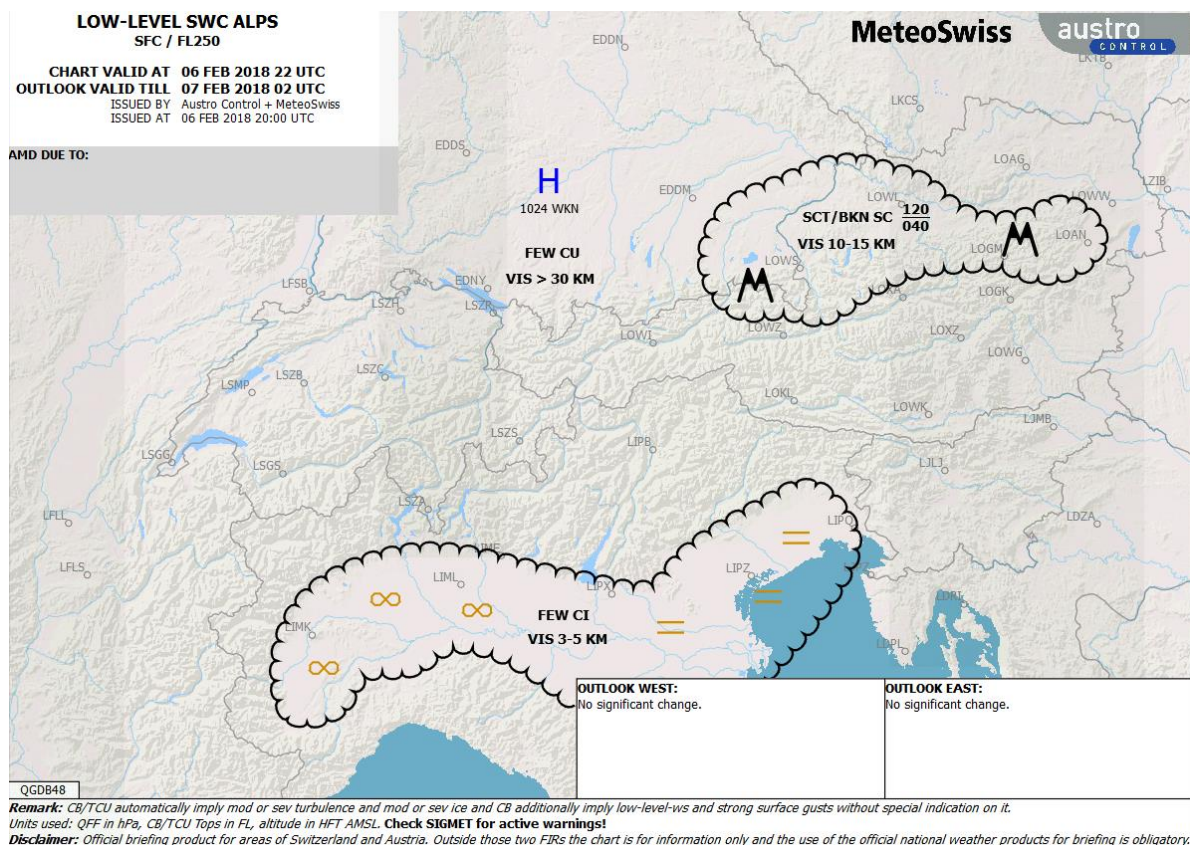 LOW-LEVEL SWC ALPS
SFC / FL250
CHART VALID AT 06 FEB 2018 22 UTC
OUTLOOK VALID TILL 07 FEB 2018 02 UTC
ISSUED BY Austro Control + MeteoSwiss
ISSUED AT 06 FEB 2018 20:00 UTC
AMD DUE TO:
MeteoSwiss
austro
CONTROL
EDDN
LKTB
LKCS
EDDS
LOAG
LZIB
H
1024 WKN
EDDM
LOWL
LOWW
SCT/BKN SC 120
040
VIS 10-15 KM
LOGM
LOAN
FEW CU
VIS > 30 KM
LOWS
LFSB
EDNY
LSZH
LSZR
LOGK
LOWI
LOWZ
LOXZ
LOWG
LSMP
LSZB
LSZC
LOKL
LOWK
LJMB
LSGG
LSGS
LSZS
LIPB
LJLJ
LSZA
LFLL
LIPQ
LDZA
LFLS
LIML
LIPX
LIPZ
FEW CI
VIS 3-5 KM
LIMK
LDRI
LDPL
OUTLOOK WEST:
No significant change.
OUTLOOK EAST:
No significant change.
QGDB48
Remark: CB/TCU automatically imply mod or sev turbulence and mod or sev ice and CB additionally imply low-level-ws and strong surface gusts without special indication on it.
Units used: QFF in hPa, CB/TCU Tops in FL, altitude in HFT AMSL. Check SIGMET for active warnings!
Disclaimer: Official briefing product for areas of Switzerland and Austria. Outside those two FIRs the chart is for information only and the use of the official national weather products for briefing is obligatory.